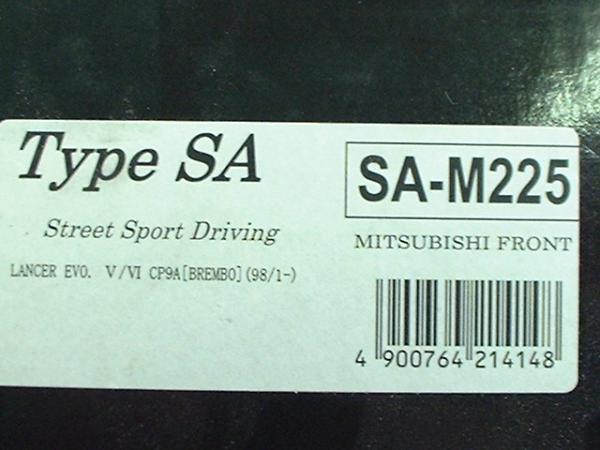 Type SA
SA-M225
Street Sport Driving
MITSUBISHI FRONT
LANCER EVO. V/VI CP9A[BREMBO](98/1-)
4 900764 214148